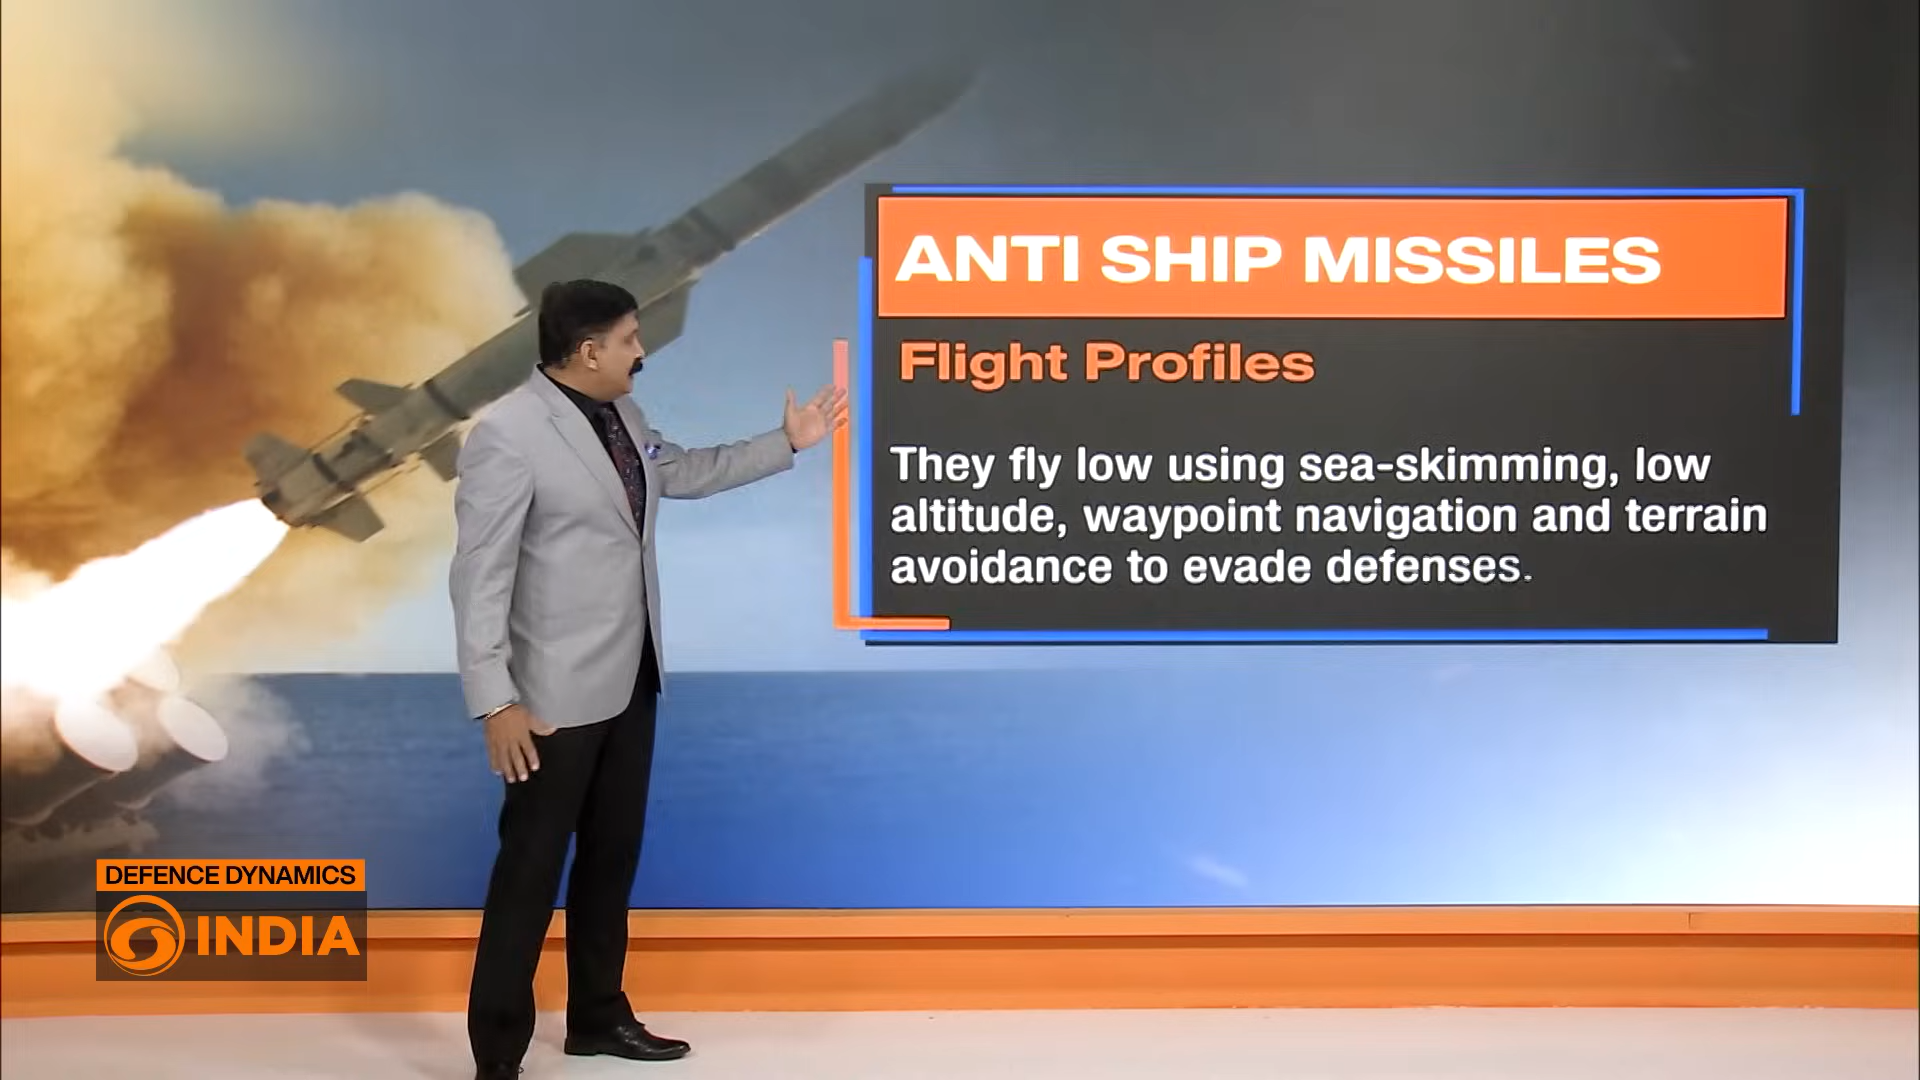 ANTI SHIP MISSILES
Flight Profiles
They fly low using sea-skimming, low
altitude, waypoint navigation and terrain
avoidance to evade defenses.
DEFENCE DYNAMICS
INDIA